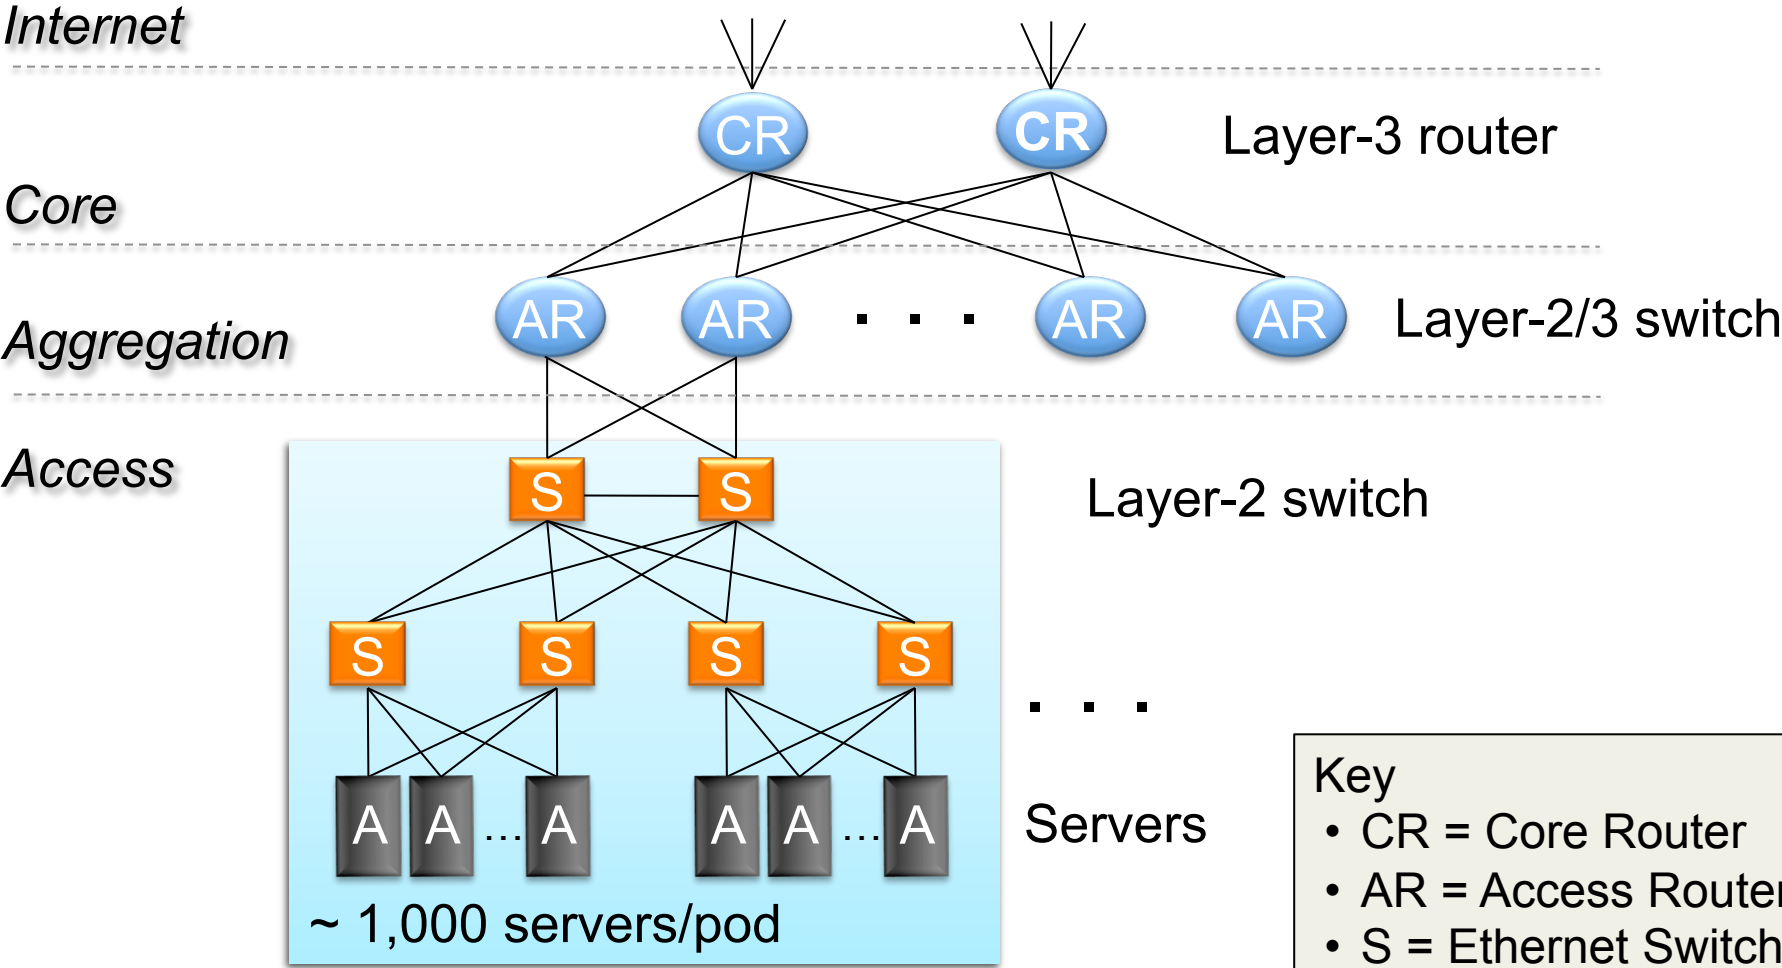 Internet
CR CR Layer-3 router
Core
AR AR . . . AR AR Layer-2/3 switch
Aggregation
Access
S S Layer-2 switch
S S S S
. . .
A A ... A A A ... A Servers
~ 1,000 servers/pod
Key
• CR = Core Router
• AR = Access Router
• S = Ethernet Switch